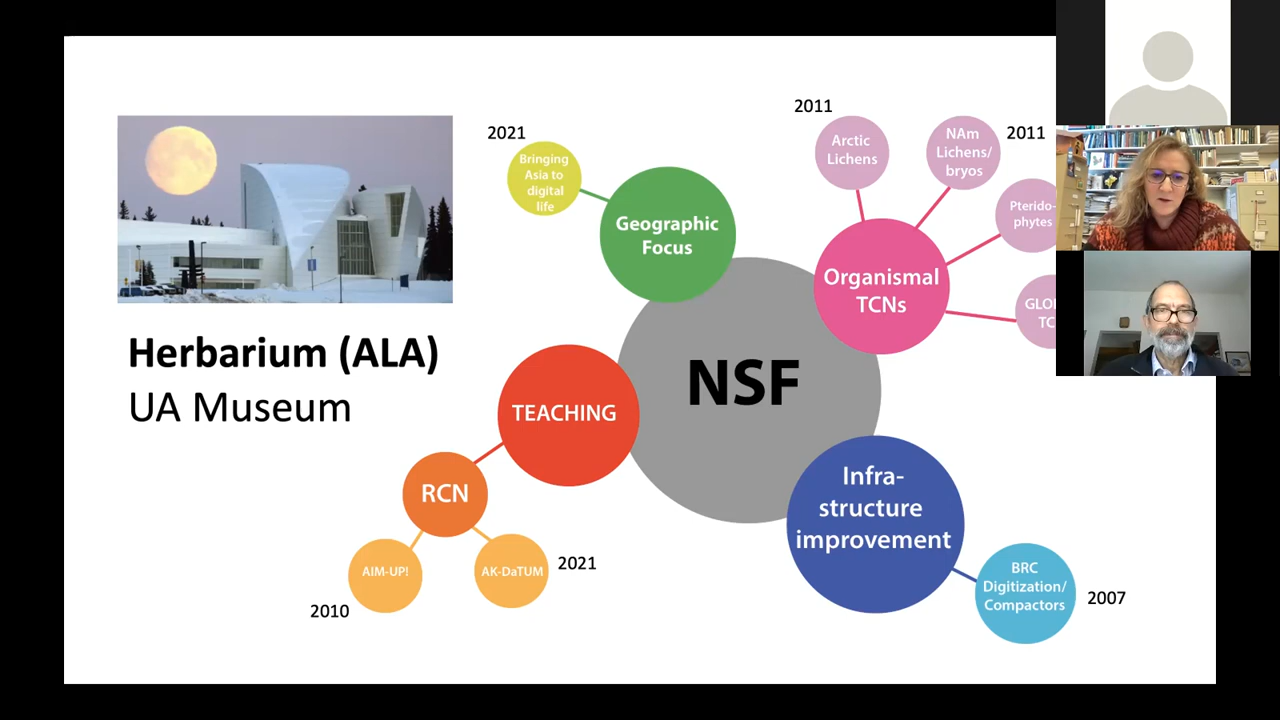 2021
Bringing
Asia to
digital
life
Geographic
Focus
2011
Arctic
Lichens
NAm
Lichens/
bryos
2011
Pterido-
phytes
Organismal
TCNs
Herbarium (ALA)
UA Museum
NSF
TEACHING
RCN
AIM-UP!
2010
AK-DaTUM
2021
Infra-
structure
improvement
BRC
Digitization/
Compactors
2007